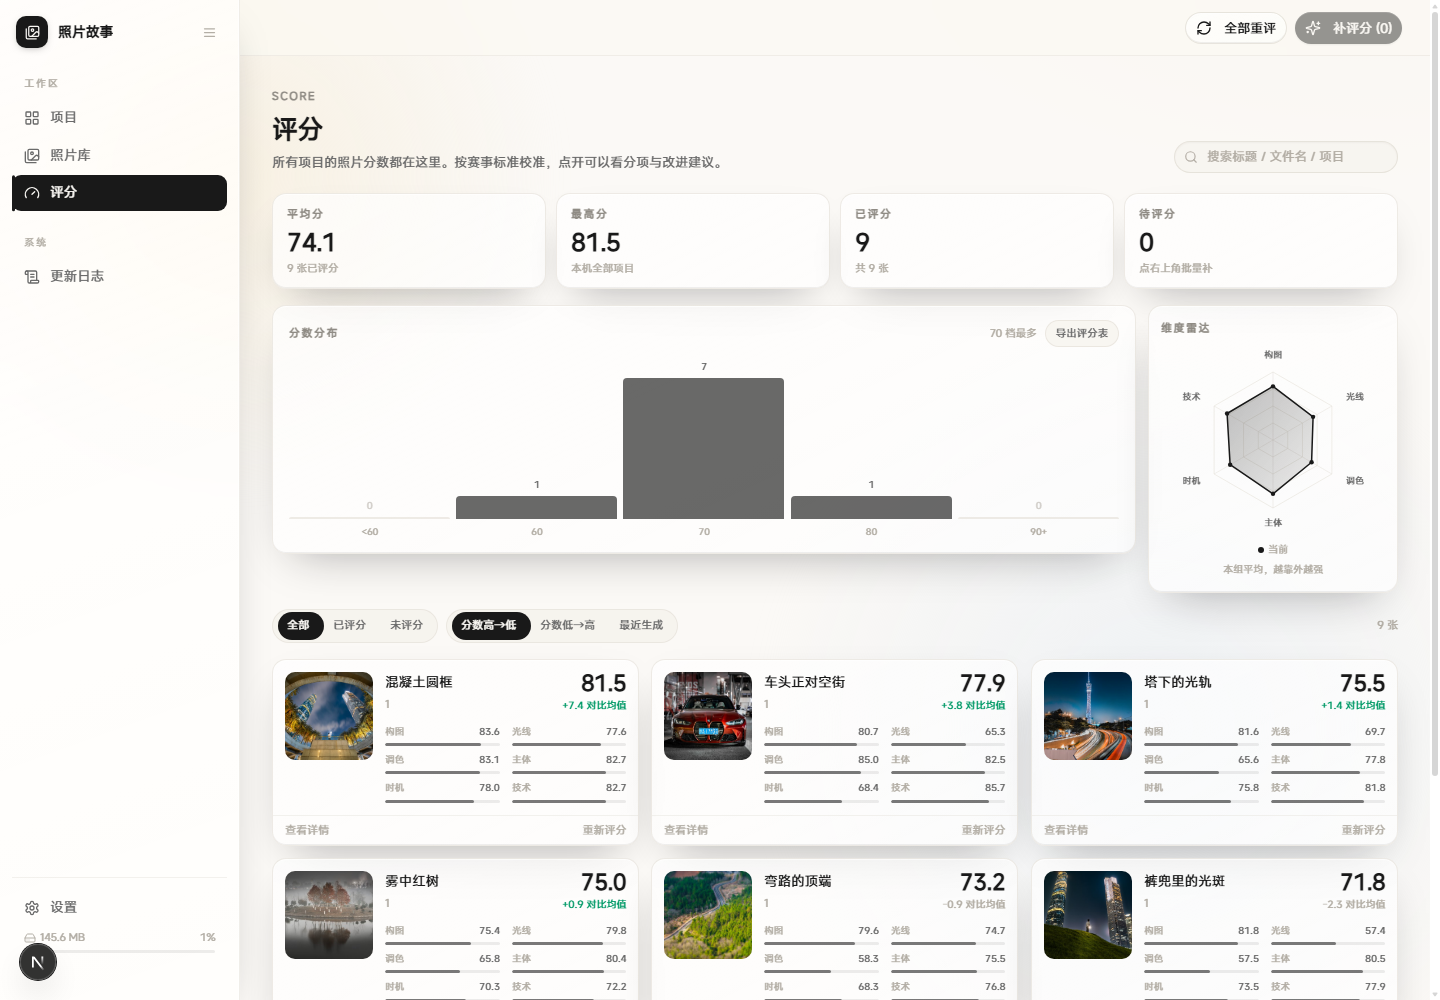 照片故事
工作区
项目
照片库
评分
系统
更新日志
设置
145.6 MB
1%
N
全部重评
补评分 (0)
SCORE
评分
所有项目的照片分数都在这里。按赛事标准校准，点开可以看分项与改进建议。
搜索标题 / 文件名 / 项目
平均分
74.1
9 张已评分
最高分
81.5
本机全部项目
已评分
9
共 9 张
待评分
0
点右上角批量补
分数分布
70 档最多
导出评分表
0
1
7
1
0
<60
60
70
80
90+
维度雷达
构图
光线
调色
主体
时机
技术
当前
本组平均，越靠外越强
全部
已评分
未评分
分数高→低
分数低→高
最近生成
9 张
混凝土圆框
81.5
1
+7.4 对比均值
构图 83.6
光线 77.6
调色 83.1
主体 82.7
时机 78.0
技术 82.7
查看详情
重新评分
车头正对空街
77.9
1
+3.8 对比均值
构图 80.7
光线 65.3
调色 85.0
主体 82.5
时机 68.4
技术 85.7
查看详情
重新评分
塔下的光轨
75.5
1
+1.4 对比均值
构图 81.6
光线 69.7
调色 65.6
主体 77.8
时机 75.8
技术 81.8
查看详情
重新评分
雾中红树
75.0
1
+0.9 对比均值
构图 75.4
光线 79.8
调色 65.8
主体 80.4
时机 70.3
技术 72.2
弯路的顶端
73.2
1
-0.9 对比均值
构图 79.6
光线 74.7
调色 58.3
主体 75.5
时机 68.3
技术 76.8
裤兜里的光斑
71.8
1
-2.3 对比均值
构图 81.8
光线 57.4
调色 57.5
主体 80.5
时机 73.5
技术 77.9